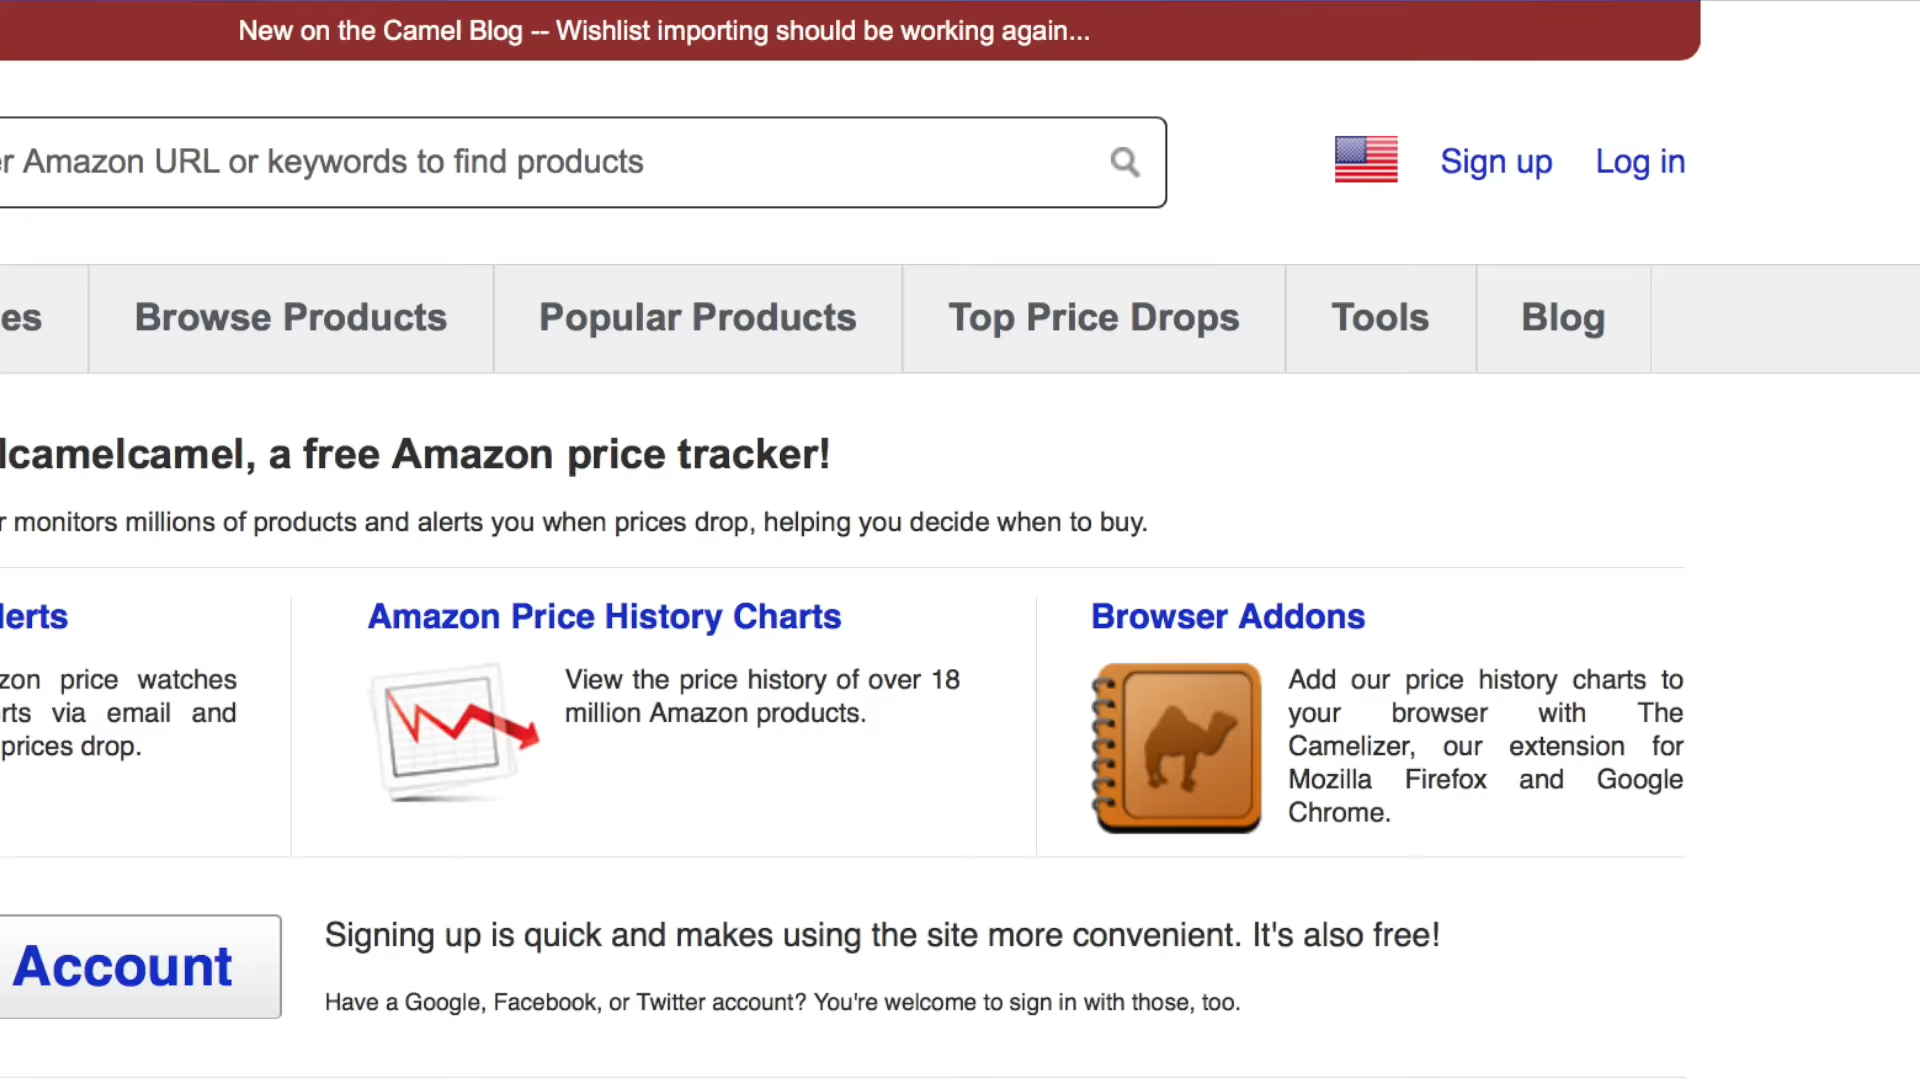 New on the Camel Blog -- Wishlist importing should be working again...
er Amazon URL or keywords to find products
Sign up Log in
es Browse Products Popular Products Top Price Drops Tools Blog
lcamelcamel, a free Amazon price tracker!
r monitors millions of products and alerts you when prices drop, helping you decide when to buy.
lerts
zon price watches
rts via email and
prices drop.
Amazon Price History Charts
View the price history of over 18
million Amazon products.
Browser Addons
Add our price history charts to
your browser with The
Camelizer, our extension for
Mozilla Firefox and Google
Chrome.
Account
Signing up is quick and makes using the site more convenient. It's also free!
Have a Google, Facebook, or Twitter account? You're welcome to sign in with those, too.